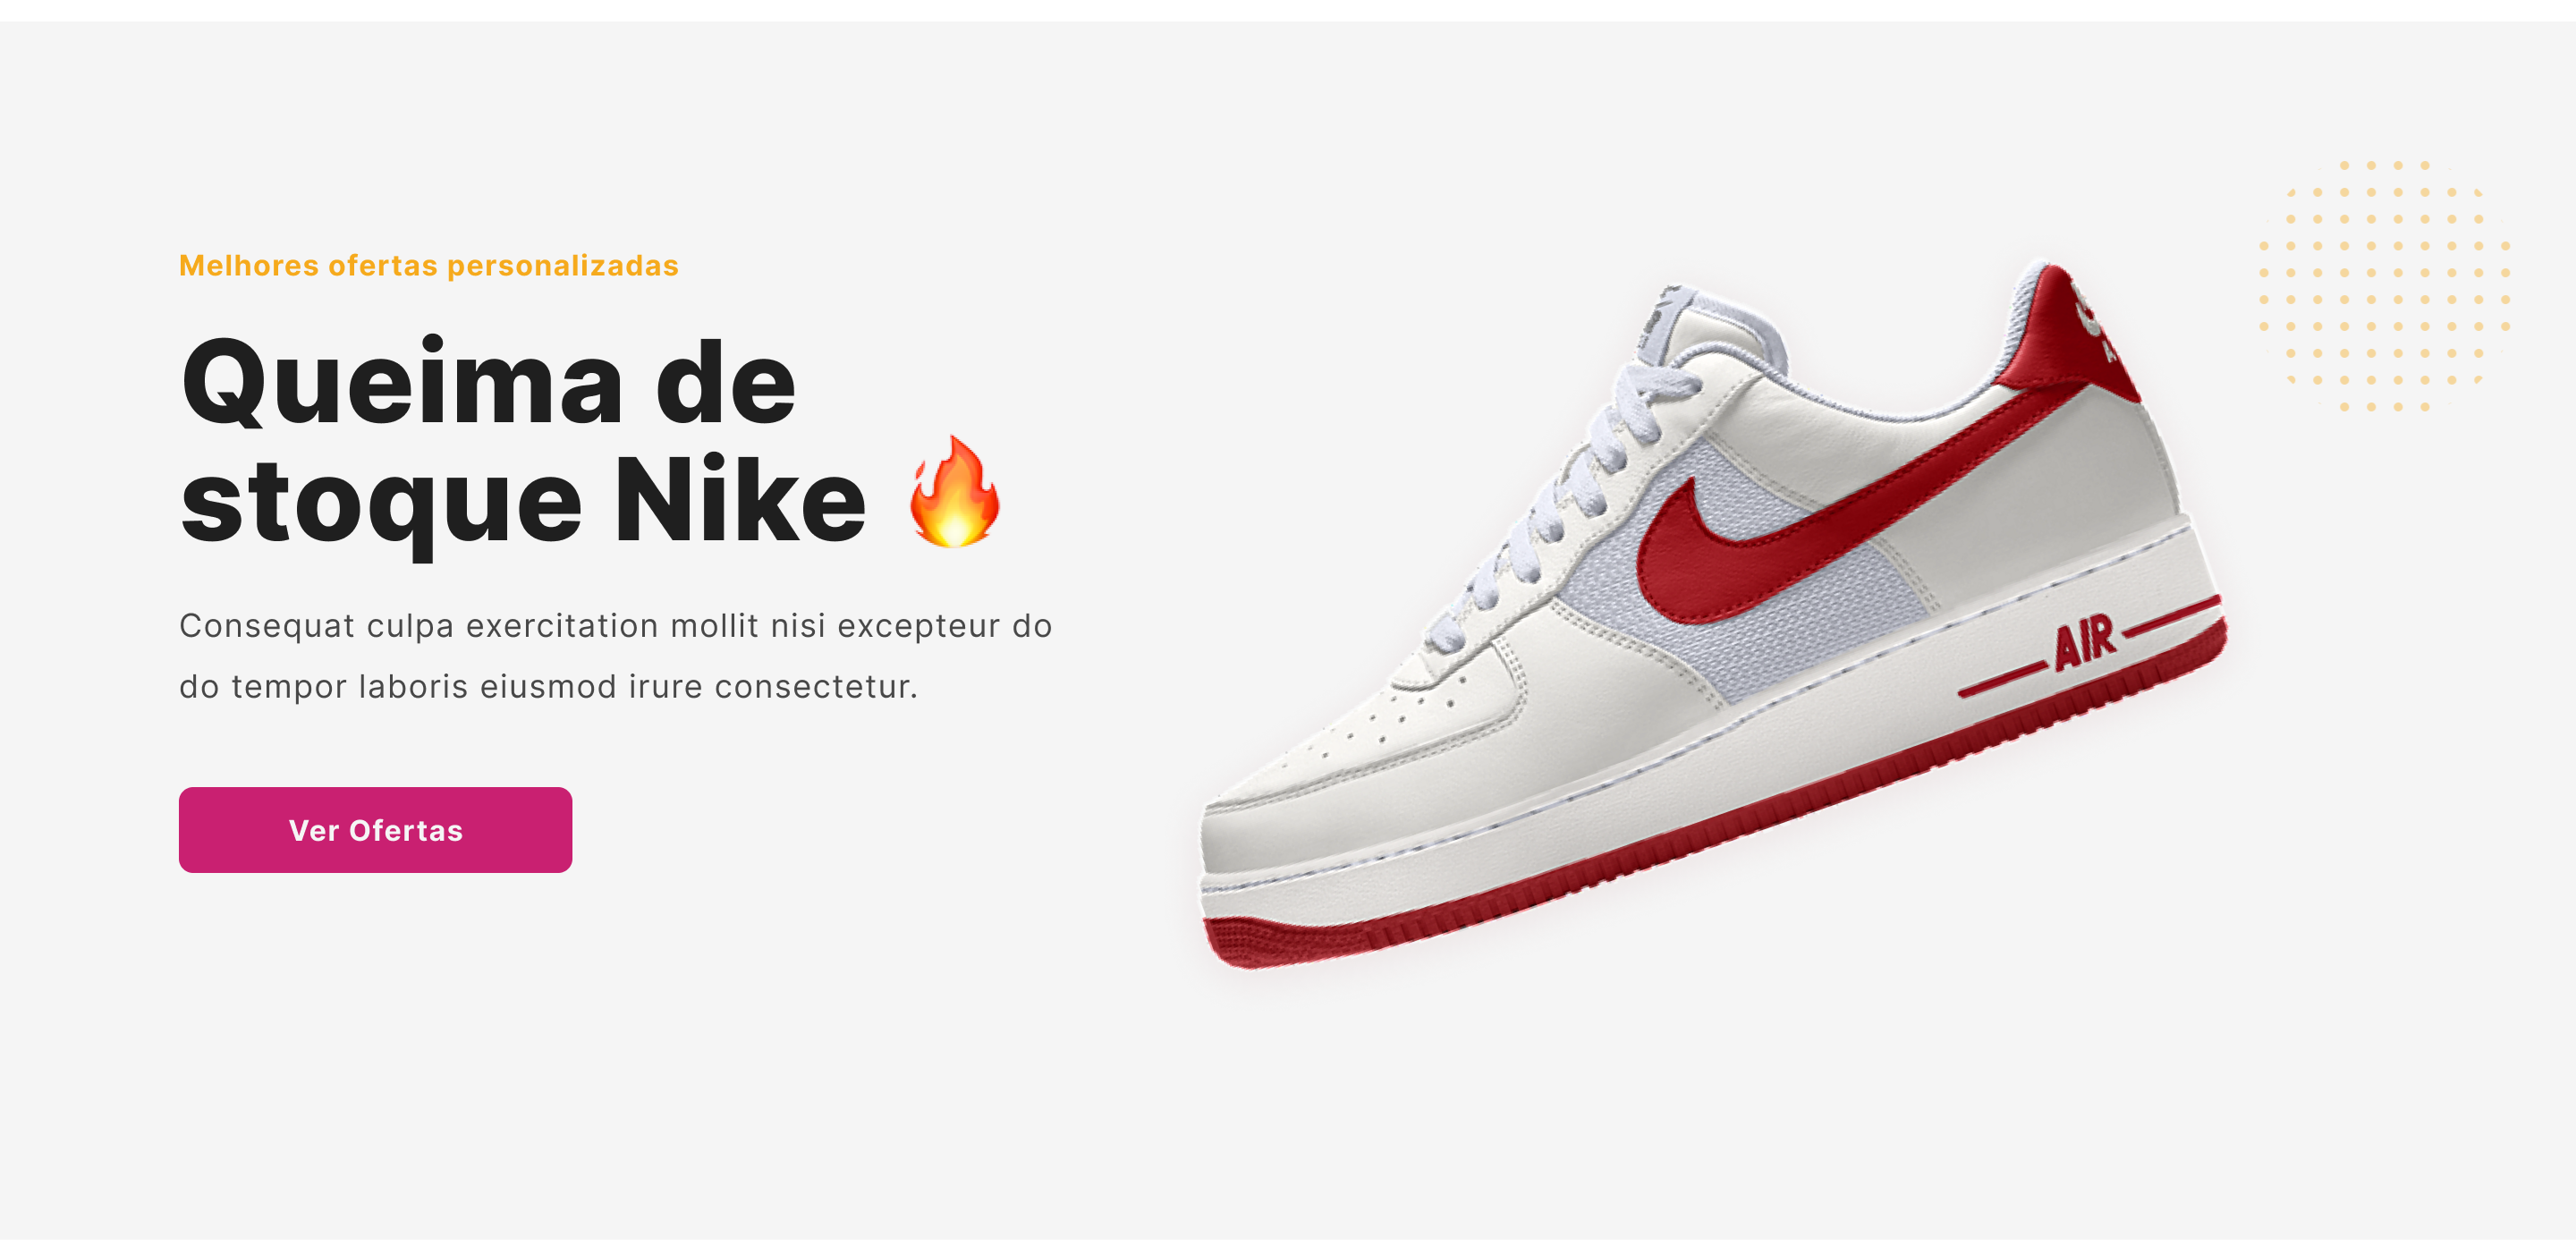 Melhores ofertas personalizadas
Queima de
stoque Nike 🔥
Consequat culpa exercitation mollit nisi excepteur do
do tempor laboris eiusmod irure consectetur.
Ver Ofertas
AIR